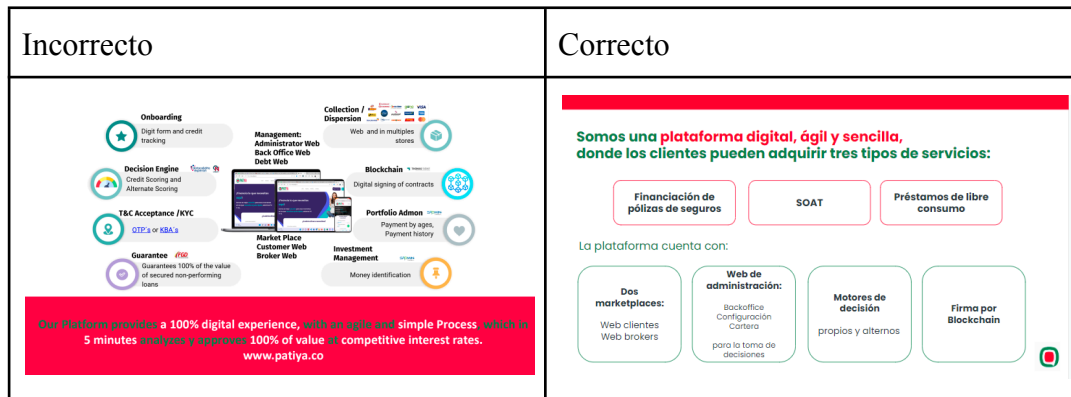 Incorrecto
Correcto
Onboarding
Digit form and credit
tracking
Decision Engine
Credit Scoring and
Alternate Scoring
T&C Acceptance /KYC
OTP´s or KBA´s
Guarantee
Guarantees 100% of the value
of secured non-performing
loans
Management:
Administrator Web
Back Office Web
Debt Web
Market Place
Customer Web
Broker Web
Collection /
Dispersion
VISA
Web and in multiples
stores
Blockchain
Digital signing of contracts
Portfolio Admon
Payment by ages,
Payment history
Investment
Management
Money identification
Our Platform provides a 100% digital experience, with an agile and simple Process, which in
5 minutes analyzes y approves 100% of value at competitive interest rates.
www.patiya.co
Somos una plataforma digital, ágil y sencilla,
donde los clientes pueden adquirir tres tipos de servicios:
Financiación de
pólizas de seguros
SOAT
Préstamos de libre
consumo
La plataforma cuenta con:
Dos
marketplaces:
Web clientes
Web brokers
Web de
administración:
Backoffice
Configuración
Cartera
para la toma de
decisiones
Motores de
decisión
propios y alternos
Firma por
Blockchain